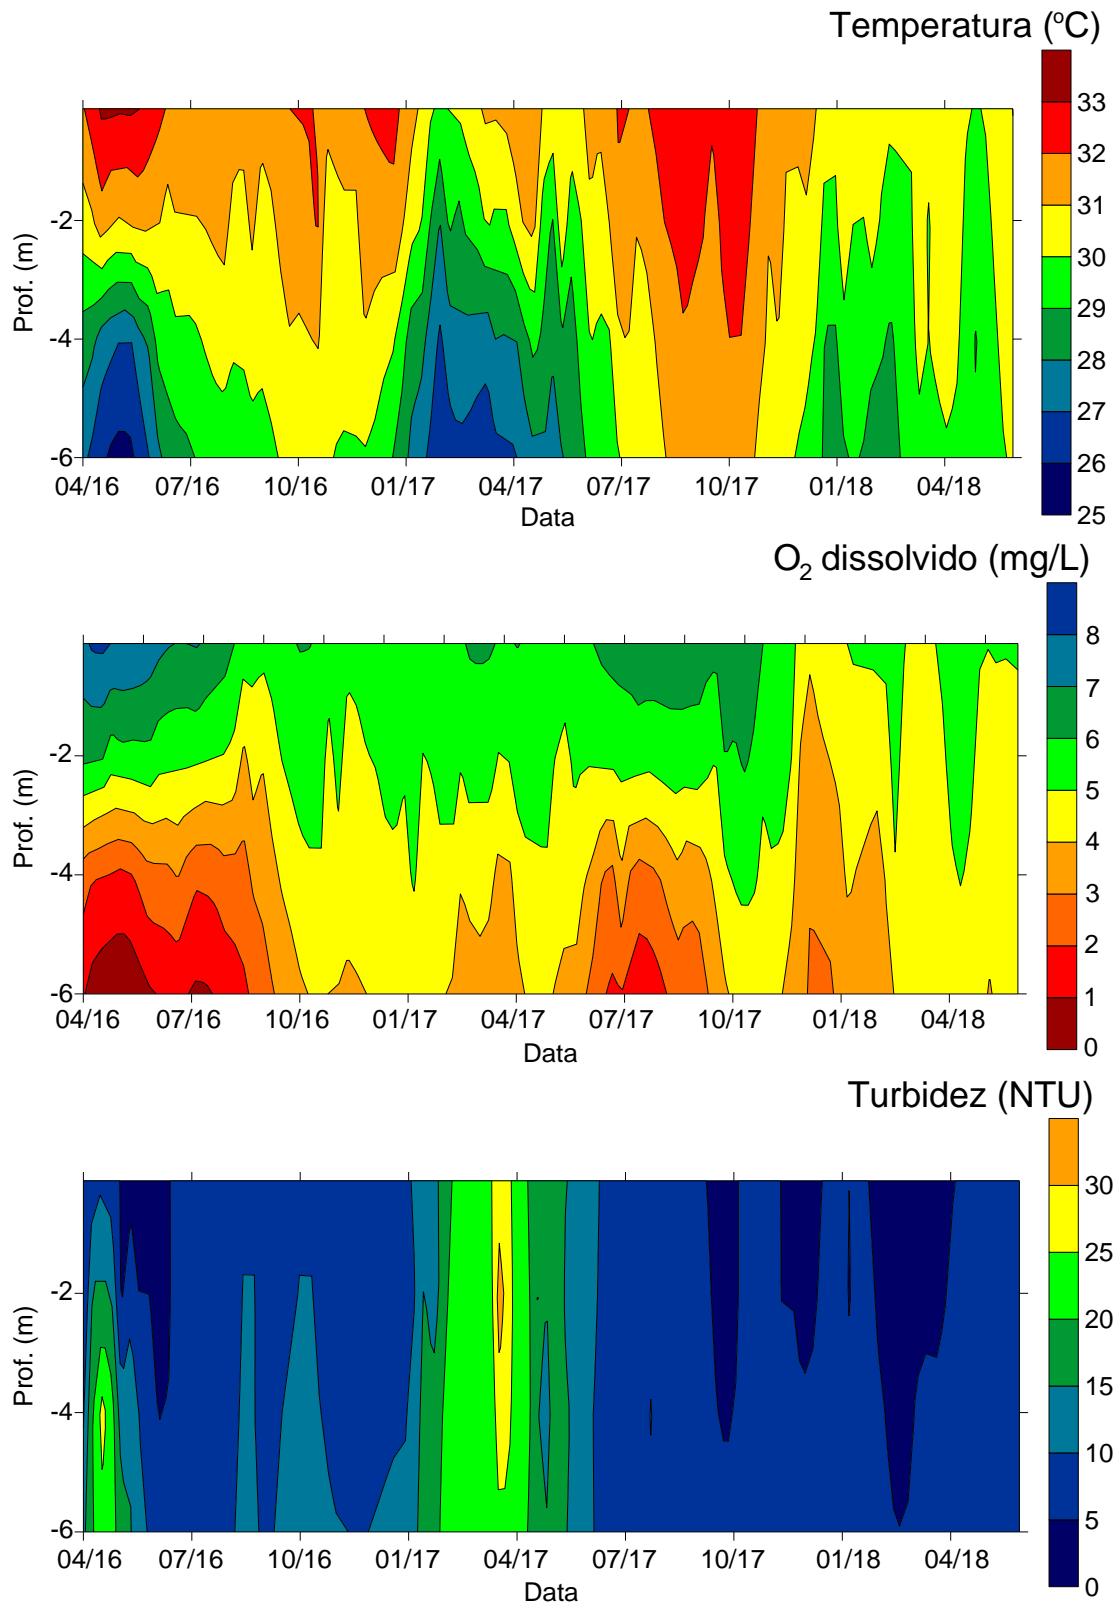 Temperatura (ºC)
33
32
31
30
29
28
27
26
25
Prof. (m)
-2
-4
-6
04/16 07/16 10/16 01/17 04/17 07/17 10/17 01/18 04/18
Data
O2 dissolvido (mg/L)
8
7
6
5
4
3
2
1
0
Prof. (m)
-2
-4
-6
04/16 07/16 10/16 01/17 04/17 07/17 10/17 01/18 04/18
Data
Turbidez (NTU)
30
25
20
15
10
5
0
Prof. (m)
-2
-4
-6
04/16 07/16 10/16 01/17 04/17 07/17 10/17 01/18 04/18
Data